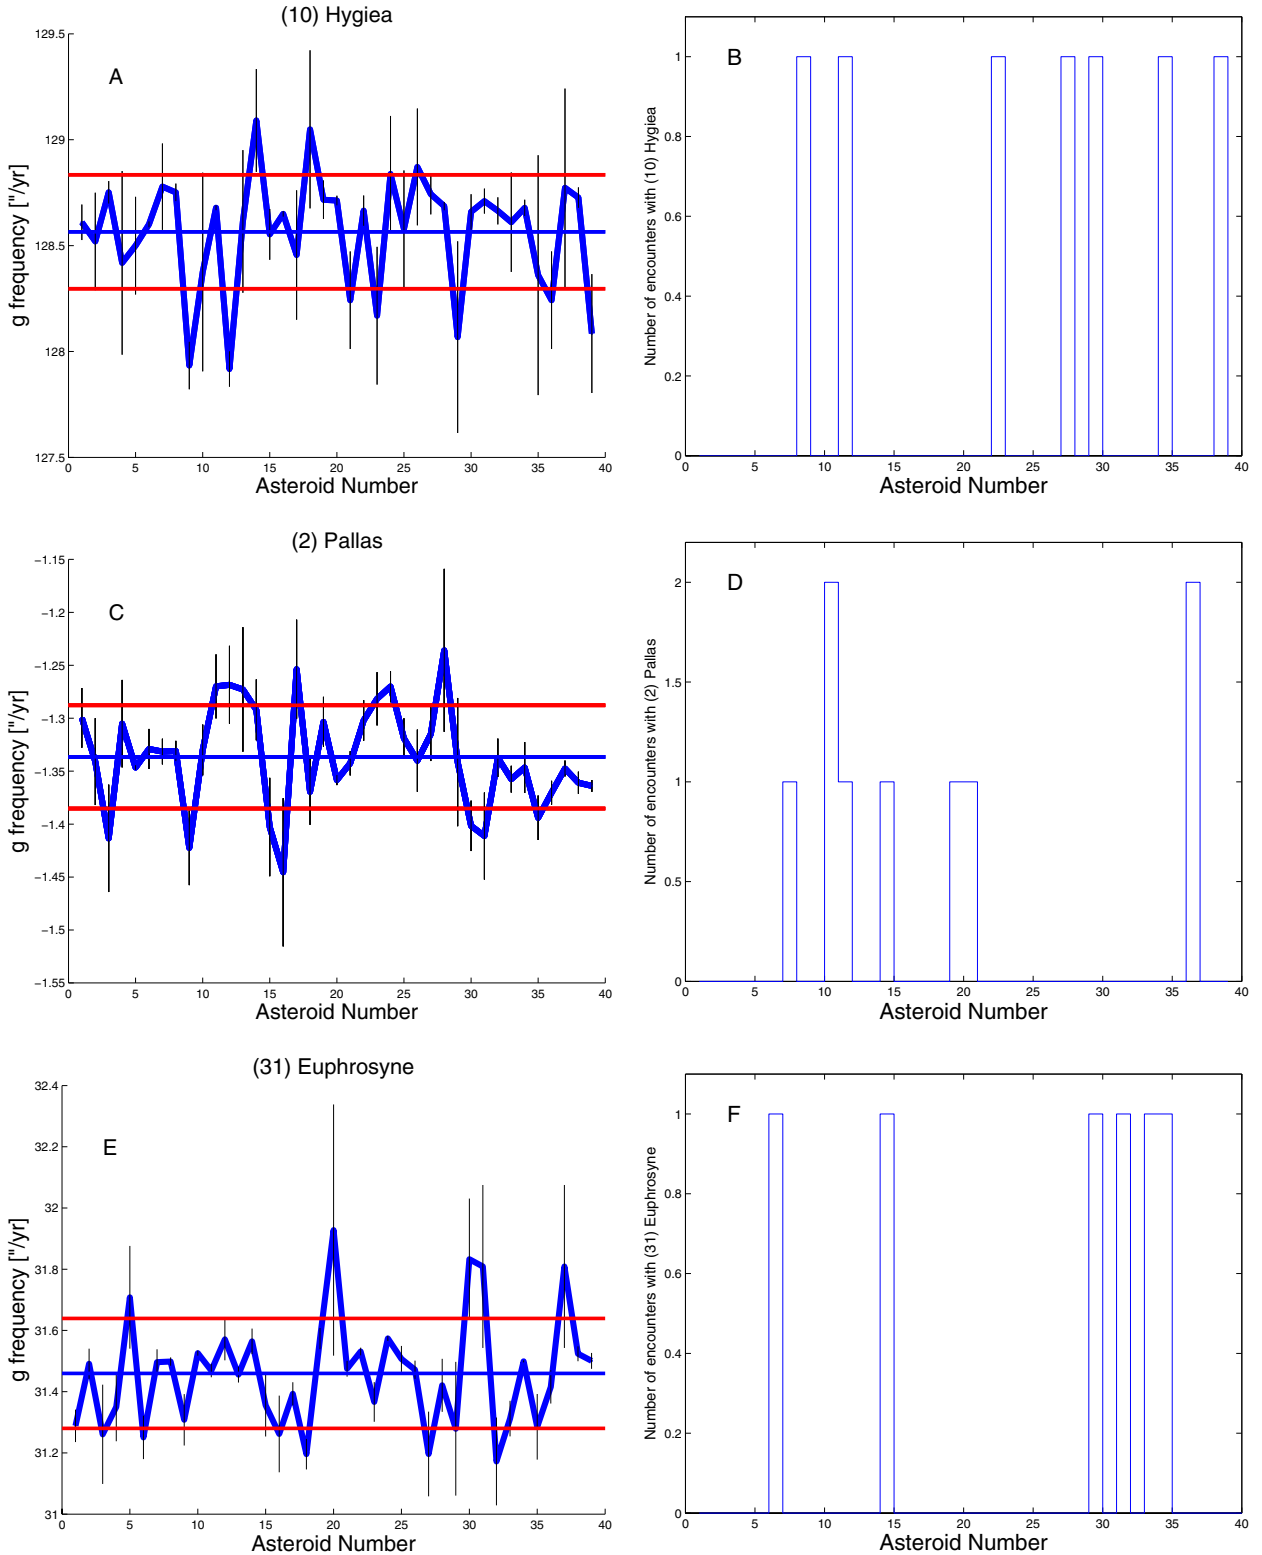 (10) Hygiea
A
g frequency ["/yr]
129.5
129
128.5
128
127.5
0 5 10 15 20 25 30 35 40
Asteroid Number
B
Number of encounters with (10) Hygiea
1
0.8
0.6
0.4
0.2
0
0 5 10 15 20 25 30 35 40
Asteroid Number
(2) Pallas
C
g frequency ["/yr]
−1.15
−1.2
−1.25
−1.3
−1.35
−1.4
−1.45
−1.5
−1.55
0 5 10 15 20 25 30 35 40
Asteroid Number
D
Number of encounters with (2) Pallas
2
1.5
1
0.5
0
0 5 10 15 20 25 30 35 40
Asteroid Number
(31) Euphrosyne
E
g frequency ["/yr]
32.4
32.2
32
31.8
31.6
31.4
31.2
31
0 5 10 15 20 25 30 35 40
Asteroid Number
F
Number of encounters with (31) Euphrosyne
1
0.8
0.6
0.4
0.2
0
0 5 10 15 20 25 30 35 40
Asteroid Number